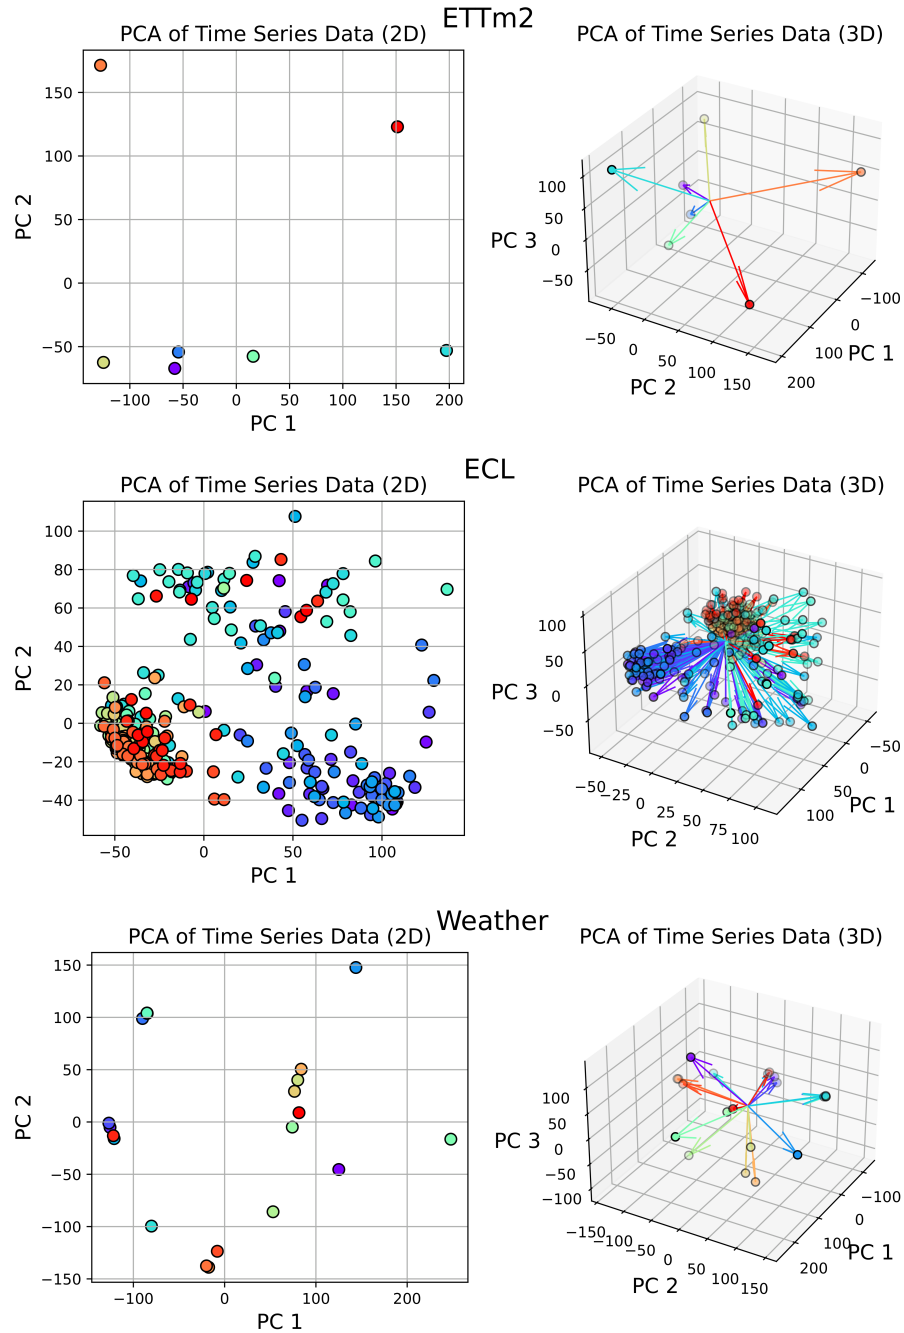 ETTm2
PCA of Time Series Data (2D)
PCA of Time Series Data (3D)
150
100
50
0
−50
PC 2
−100 −50 0 50 100 150 200
PC 1
100
50
0
−50
PC 3
−50 0 50 100 150
PC 2
−100
0
100
200
PC 1
ECL
PCA of Time Series Data (2D)
PCA of Time Series Data (3D)
100
80
60
40
20
0
−20
−40
PC 2
−50 0 50 100
PC 1
100
50
0
−50
PC 3
−50 −25 0 25 50 75 100
PC 2
−50
0
50
100
PC 1
Weather
PCA of Time Series Data (2D)
PCA of Time Series Data (3D)
150
100
50
0
−50
−100
−150
PC 2
−100 0 100 200
PC 1
100
50
0
−50
−100
PC 3
−150 −100 −50 0 50 100 150
PC 2
−100
0
100
200
PC 1